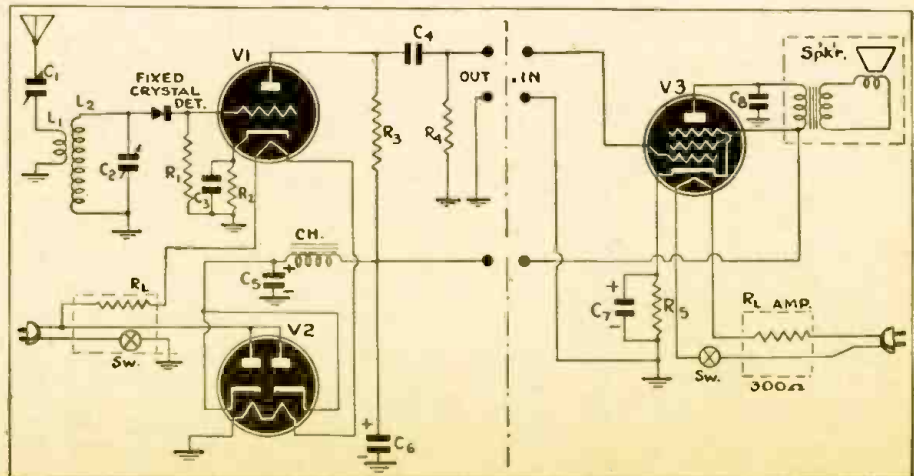 C1
L1
L2
FIXED
CRYSTAL
DET.
C2
R1
C3
R2
V1
C4
R3
R4
OUT
IN
V3
C8
Spk'r.
CH.
C5
+
-
RL
Sw.
V2
C6
+
-
C7
+
-
R5
RL AMP.
Sw.
300Ω